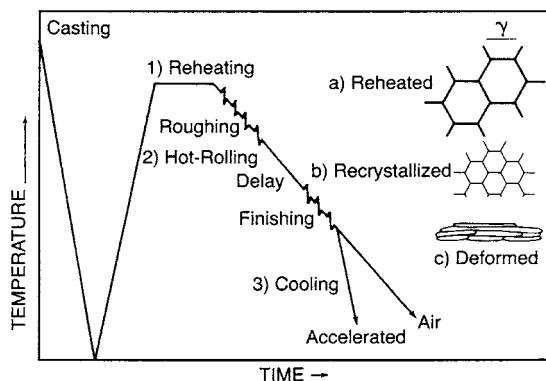 Casting
γ
1) Reheating
a) Reheated
Roughing
2) Hot-Rolling
b) Recrystallized
Delay
Finishing
c) Deformed
3) Cooling
Air
Accelerated
TEMPERATURE →
TIME →